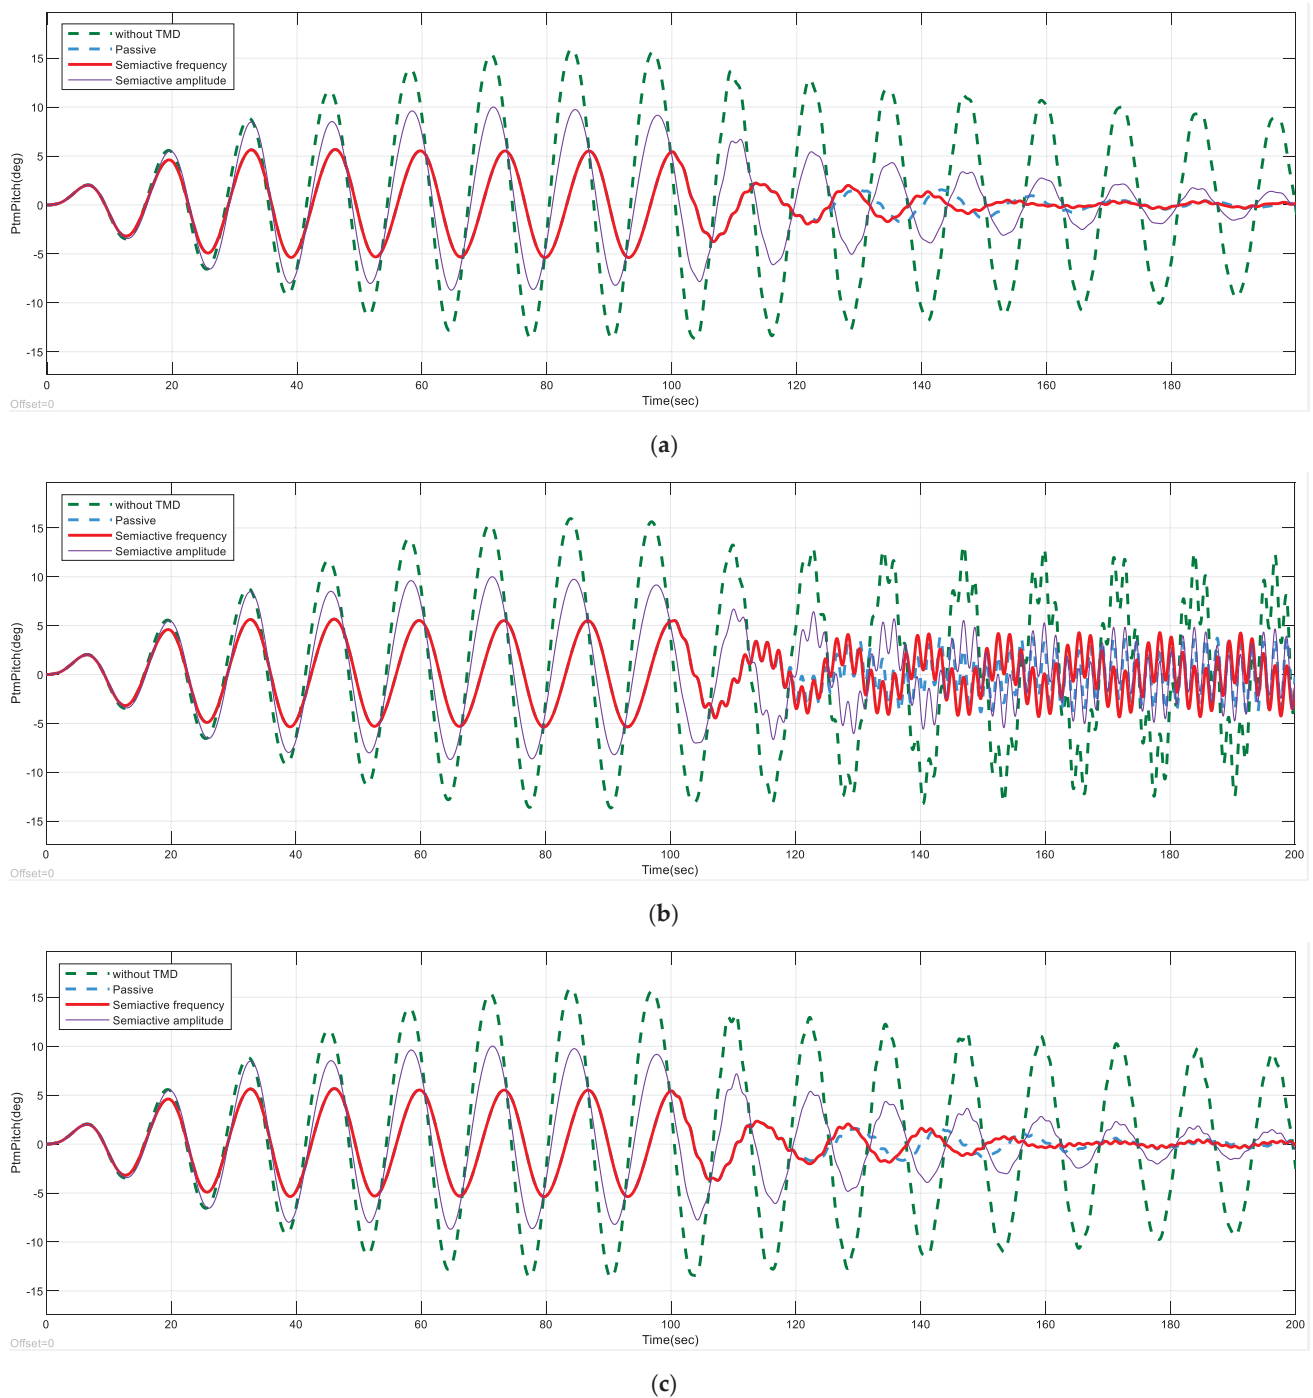 without TMD
Passive
Semiactive frequency
Semiactive amplitude
PtmPitch(deg)
15
10
5
0
-5
-10
-15
0 20 40 60 80 100 120 140 160 180 200
Time(sec)
Offset=0
(a)
without TMD
Passive
Semiactive frequency
Semiactive amplitude
PtmPitch(deg)
15
10
5
0
-5
-10
-15
0 20 40 60 80 100 120 140 160 180 200
Time(sec)
Offset=0
(b)
without TMD
Passive
Semiactive frequency
Semiactive amplitude
PtmPitch(deg)
15
10
5
0
-5
-10
-15
0 20 40 60 80 100 120 140 160 180 200
Time(sec)
Offset=0
(c)